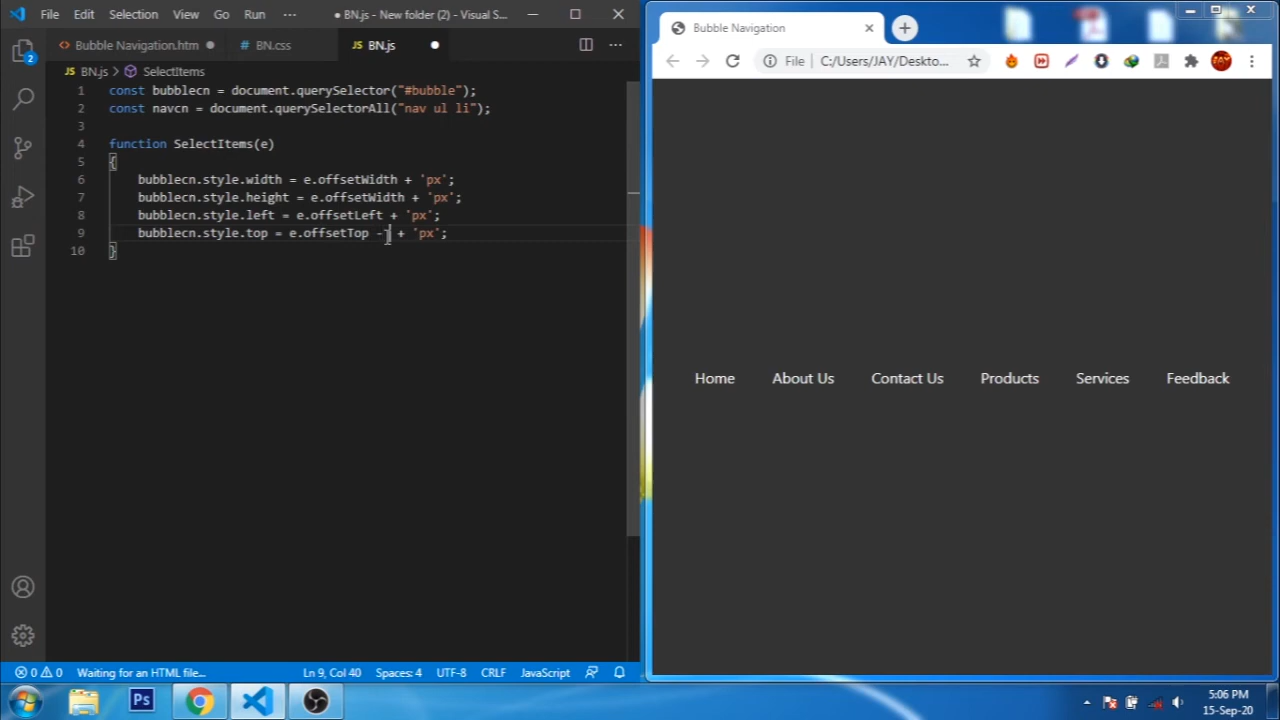 File Edit Selection View Go Run ··· ● BN.js - New folder (2) - Visual S...
Bubble Navigation.htm ● # BN.css JS BN.js ●
JS BN.js > SelectItems
2
1 const bubblecn = document.querySelector("#bubble");
2 const navcn = document.querySelectorAll("nav ul li");
3
4 function SelectItems(e)
5 {
6 bubblecn.style.width = e.offsetWidth + 'px';
7 bubblecn.style.height = e.offsetWidth + 'px';
8 bubblecn.style.left = e.offsetLeft + 'px';
9 bubblecn.style.top = e.offsetTop - + 'px';
10 }
0 0 Waiting for an HTML file... Ln 9, Col 40 Spaces: 4 UTF-8 CRLF JavaScript
Bubble Navigation
File C:/Users/JAY/Deskto...
JAY
Home About Us Contact Us Products Services Feedback
Ps
5:06 PM
15-Sep-20